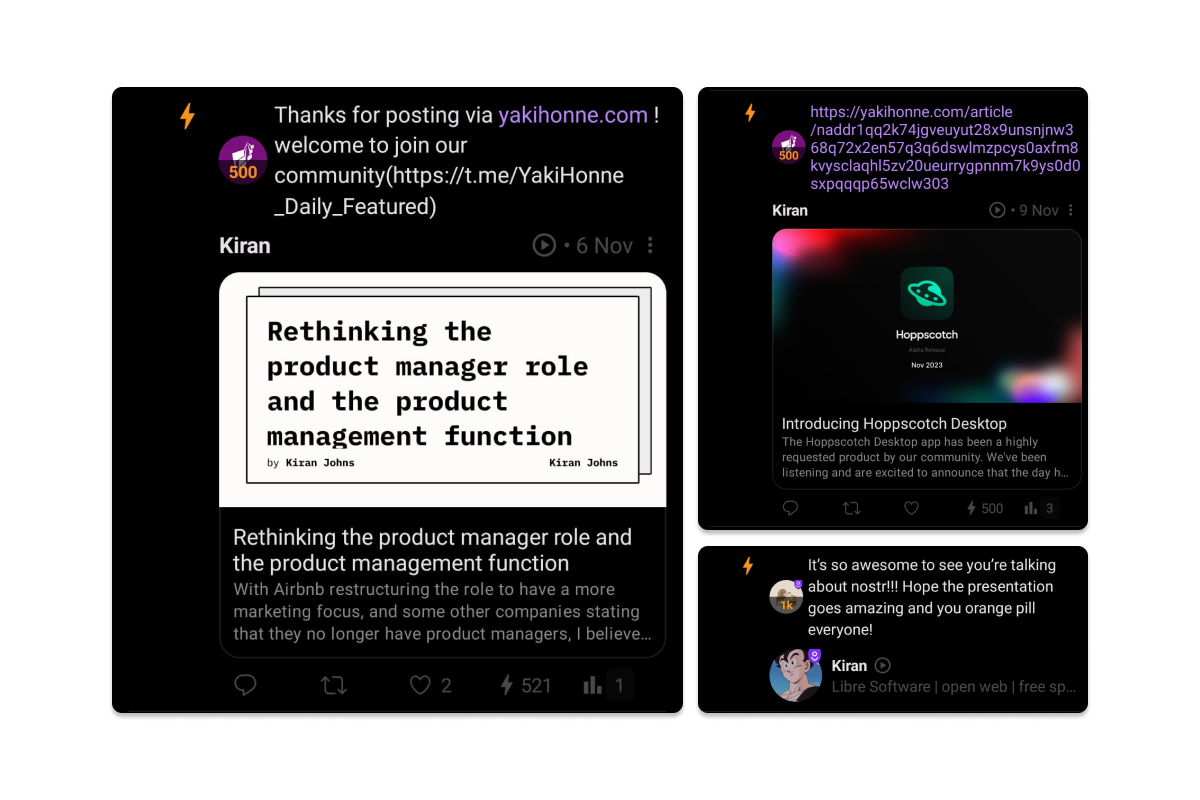 Thanks for posting via yakihonne.com !
welcome to join our
community(https://t.me/YakiHonne
_Daily_Featured)
500
Kiran
• 6 Nov
Rethinking the
product manager role
and the product
management function
by Kiran Johns
Kiran Johns
Rethinking the product manager role and
the product management function
With Airbnb restructuring the role to have a more
marketing focus, and some other companies stating
that they no longer have product managers, I believe...
2
521
1
https://yakihonne.com/article
/naddr1qq2k74jgveuyut28x9unsnjnw3
68q72x2en57q3q6dswlmzpcys0axfm8
kvysclaqhl5zv20ueurrygpnnm7k9ys0d0
sxpqqqp65wclw303
500
Kiran
• 9 Nov
Hoppscotch
Alpha Release
Nov 2023
Introducing Hoppscotch Desktop
The Hoppscotch Desktop app has been a highly
requested product by our community. We've been
listening and are excited to announce that the day h...
500
3
It's so awesome to see you're talking
about nostr!!! Hope the presentation
goes amazing and you orange pill
everyone!
1k
Kiran
Libre Software | open web | free sp...